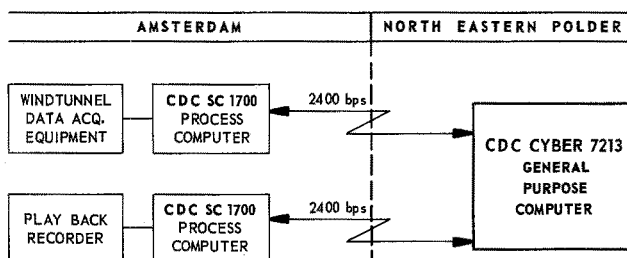 AMSTERDAM
NORTH EASTERN POLDER
WINDTUNNEL
DATA ACQ.
EQUIPMENT
CDC SC 1700
PROCESS
COMPUTER
2400 bps
CDC CYBER 7213
GENERAL
PURPOSE
COMPUTER
PLAY BACK
RECORDER
CDC SC 1700
PROCESS
COMPUTER
2400 bps